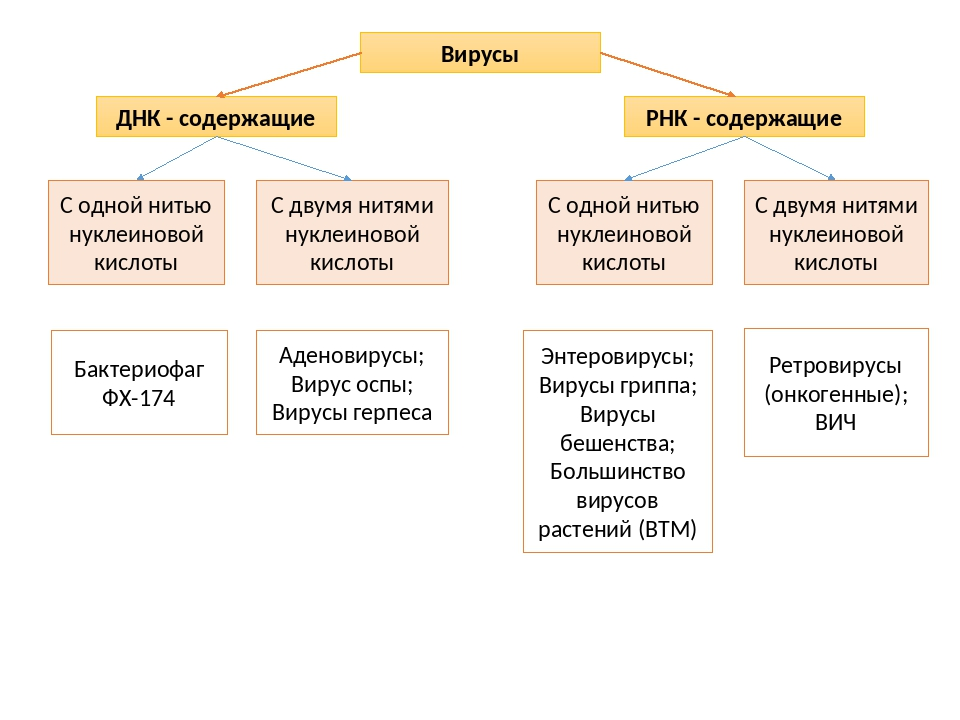 Вирусы
ДНК - содержащие
РНК - содержащие
С одной нитью
нуклеиновой
кислоты
С двумя нитями
нуклеиновой
кислоты
С одной нитью
нуклеиновой
кислоты
С двумя нитями
нуклеиновой
кислоты
Бактериофаг
ФХ-174
Аденовирусы;
Вирус оспы;
Вирусы герпеса
Энтеровирусы;
Вирусы гриппа;
Вирусы
бешенства;
Большинство
вирусов
растений (ВТМ)
Ретровирусы
(онкогенные);
ВИЧ